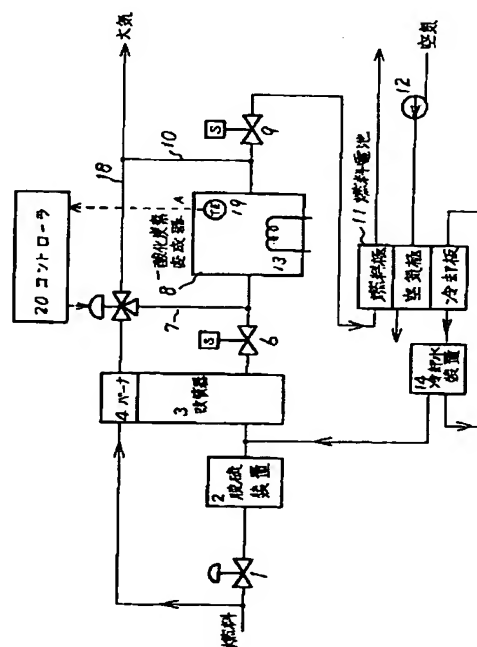 20 コントローラ
大気
18
10
A
7
8 一酸化炭素
変成器
TE
19
13
S
9
S
6
4 バーナ
3
改質器
2
脱硫
装置
1
燃料
11 燃料電池
燃料極
空気極
冷却板
12
空気
14
冷却水
装置